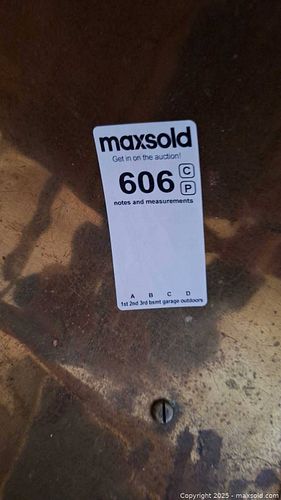 maxsold
Get in on the auction!
606 C
P
notes and measurements
A B C D
1st 2nd 3rd bsmt garage outdoors
Copyright 2025 - maxsold.com